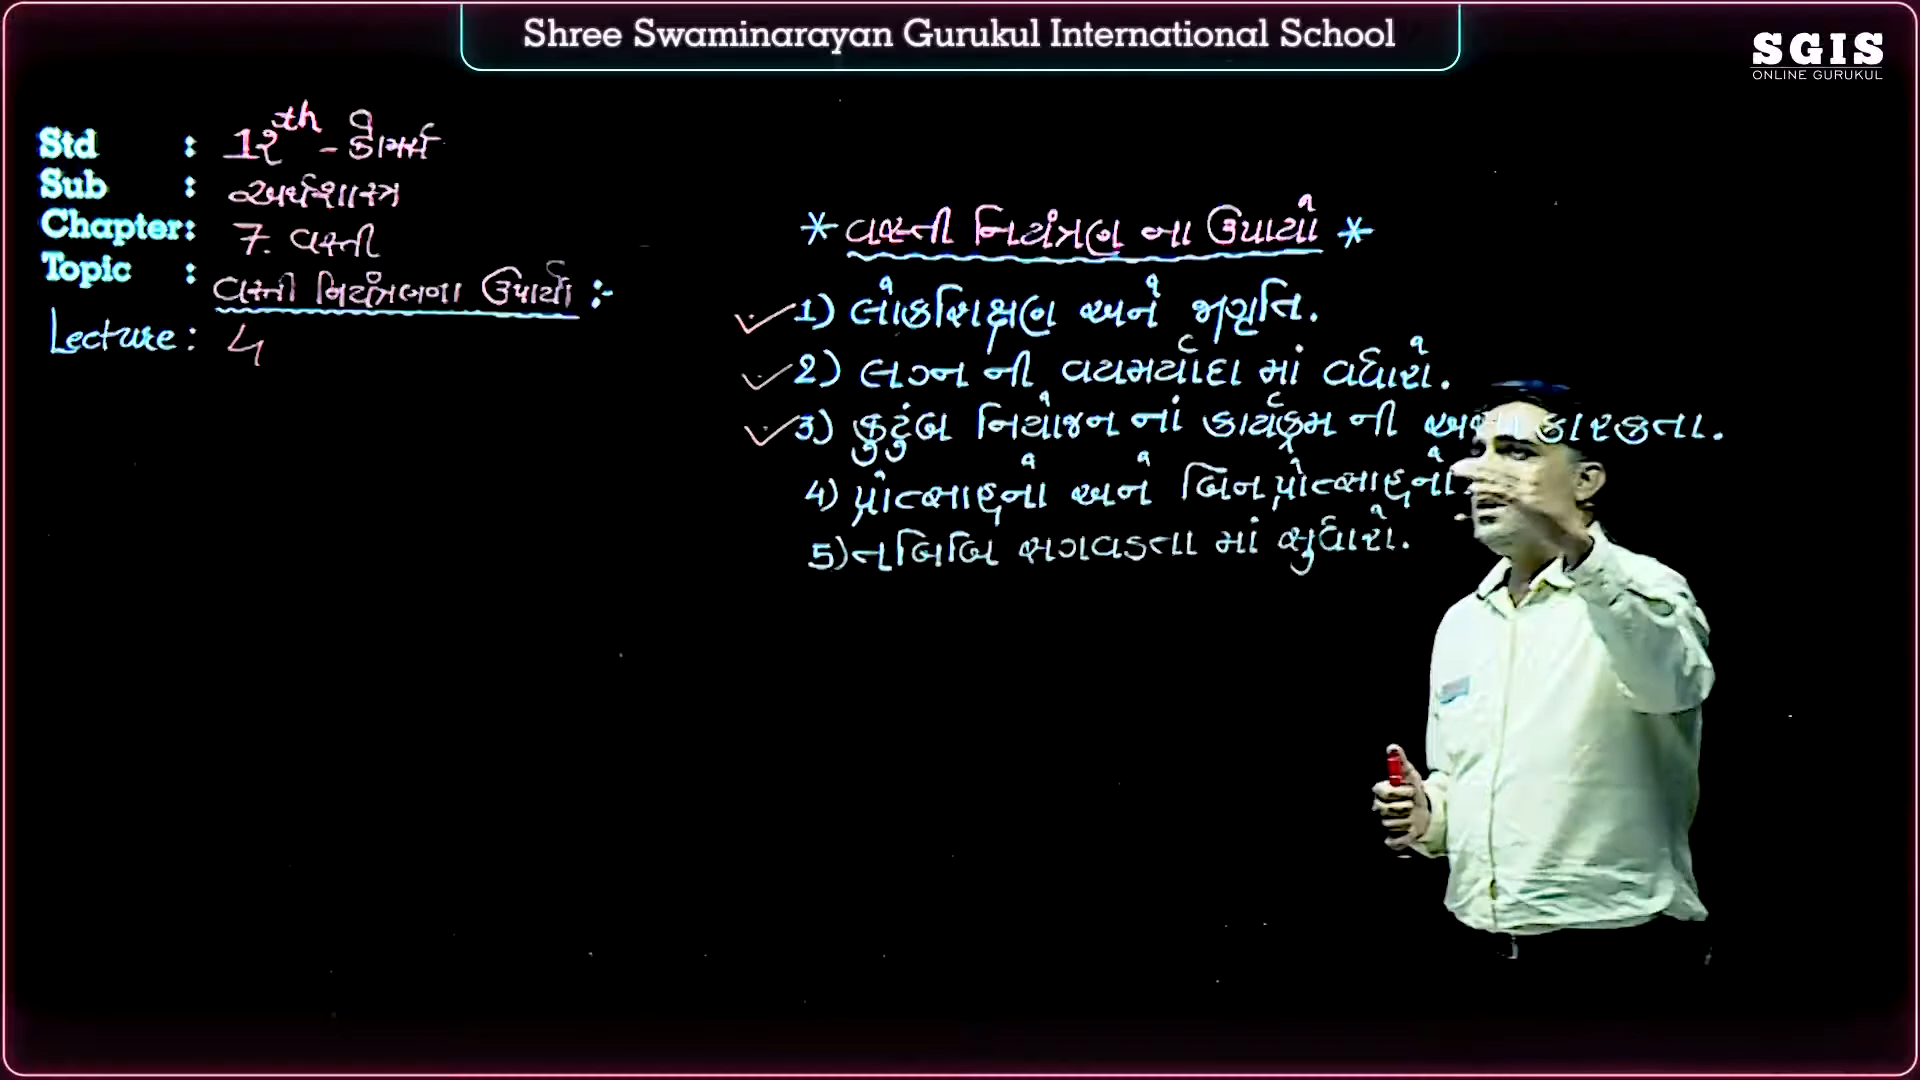 Shree Swaminarayan Gurukul International School
SGIS
ONLINE GURUKUL
Std : 12th - કોમર્સ
Sub : અર્થશાસ્ત્ર
Chapter: 7. વસ્તી
Topic : વસ્તી નિયંત્રણના ઉપાયો :-
Lecture: 4
* વસ્તી નિયંત્રણ ના ઉપાયો *
1) લોકશિક્ષણ અને જાગૃતિ.
2) લગ્ન ની વયમર્યાદા માં વધારો.
3) કુટુંબ નિયોજન નાં કાર્યક્રમ ની અસરકારકતા.
4) પ્રોત્સાહનો અને બિનપ્રોત્સાહનો
5) તબિબિ સગવડતા માં સુધારો.